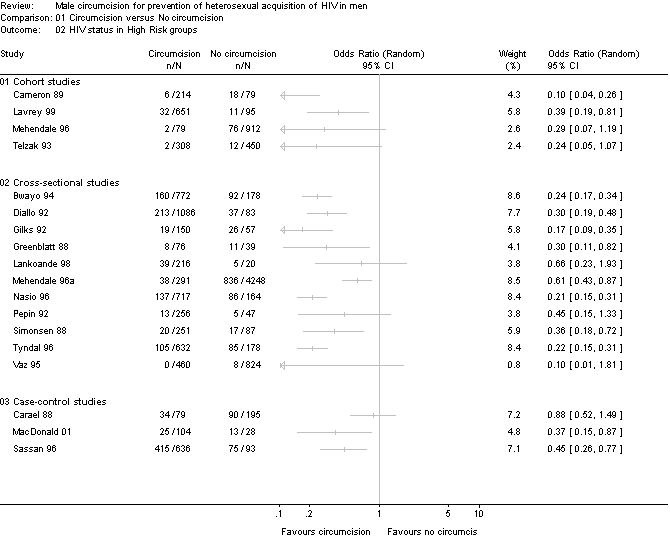 Review: Male circumcision for prevention of heterosexual acquisition of HIV in men
Comparison: 01 Circumcision versus No circumcision
Outcome: 02 HIV status in High Risk groups
Study Circumcision No circumcision Odds Ratio (Random) Weight Odds Ratio (Random)
n/N n/N 95% CI (%) 95% CI
01 Cohort studies
Cameron 89 6 /214 18 / 79 4.3 0.10 [ 0.04, 0.26 ]
Lavrey 99 32 /651 11 / 95 5.8 0.39 [ 0.19, 0.81 ]
Mehendale 96 2 / 79 76 / 912 2.6 0.29 [ 0.07, 1.19 ]
Telzak 93 2 / 308 12 / 450 2.4 0.24 [ 0.05, 1.07 ]
02 Cross-sectional studies
Bwayo 94 160 / 772 92 / 178 8.6 0.24 [ 0.17, 0.34 ]
Diallo 92 213 / 1086 37 / 83 7.7 0.30 [ 0.19, 0.48 ]
Gilks 92 19 / 150 26 / 57 5.1 0.17 [ 0.09, 0.35 ]
Greenblatt 88 8 / 76 11 / 39 4.1 0.30 [ 0.11, 0.82 ]
Lankoande 98 39 / 216 5 / 20 3.8 0.66 [ 0.23, 1.93 ]
Mehendale 96a 38 / 291 836 / 4248 8.0 0.61 [ 0.43, 0.87 ]
Nasio 96 137 / 717 86 / 164 8.4 0.21 [ 0.15, 0.31 ]
Pepin 92 13 / 256 5 / 47 3.8 0.45 [ 0.15, 1.33 ]
Simonsen 88 20 / 251 17 / 87 5.9 0.36 [ 0.18, 0.72 ]
Tyndal 96 105 / 632 85 / 178 8.4 0.22 [ 0.15, 0.31 ]
Vaz 95 0 / 460 8 / 824 0.8 0.10 [ 0.01, 1.81 ]
03 Case-control studies
Carael 88 34 / 79 90 / 195 7.2 0.88 [ 0.52, 1.49 ]
MacDonald 01 25 / 104 13 / 28 4.8 0.37 [ 0.15, 0.87 ]
Sassan 96 415 / 636 75 / 93 7.1 0.45 [ 0.26, 0.77 ]
.1 .2 1 5 10
Favours circumcision Favours no circumcis